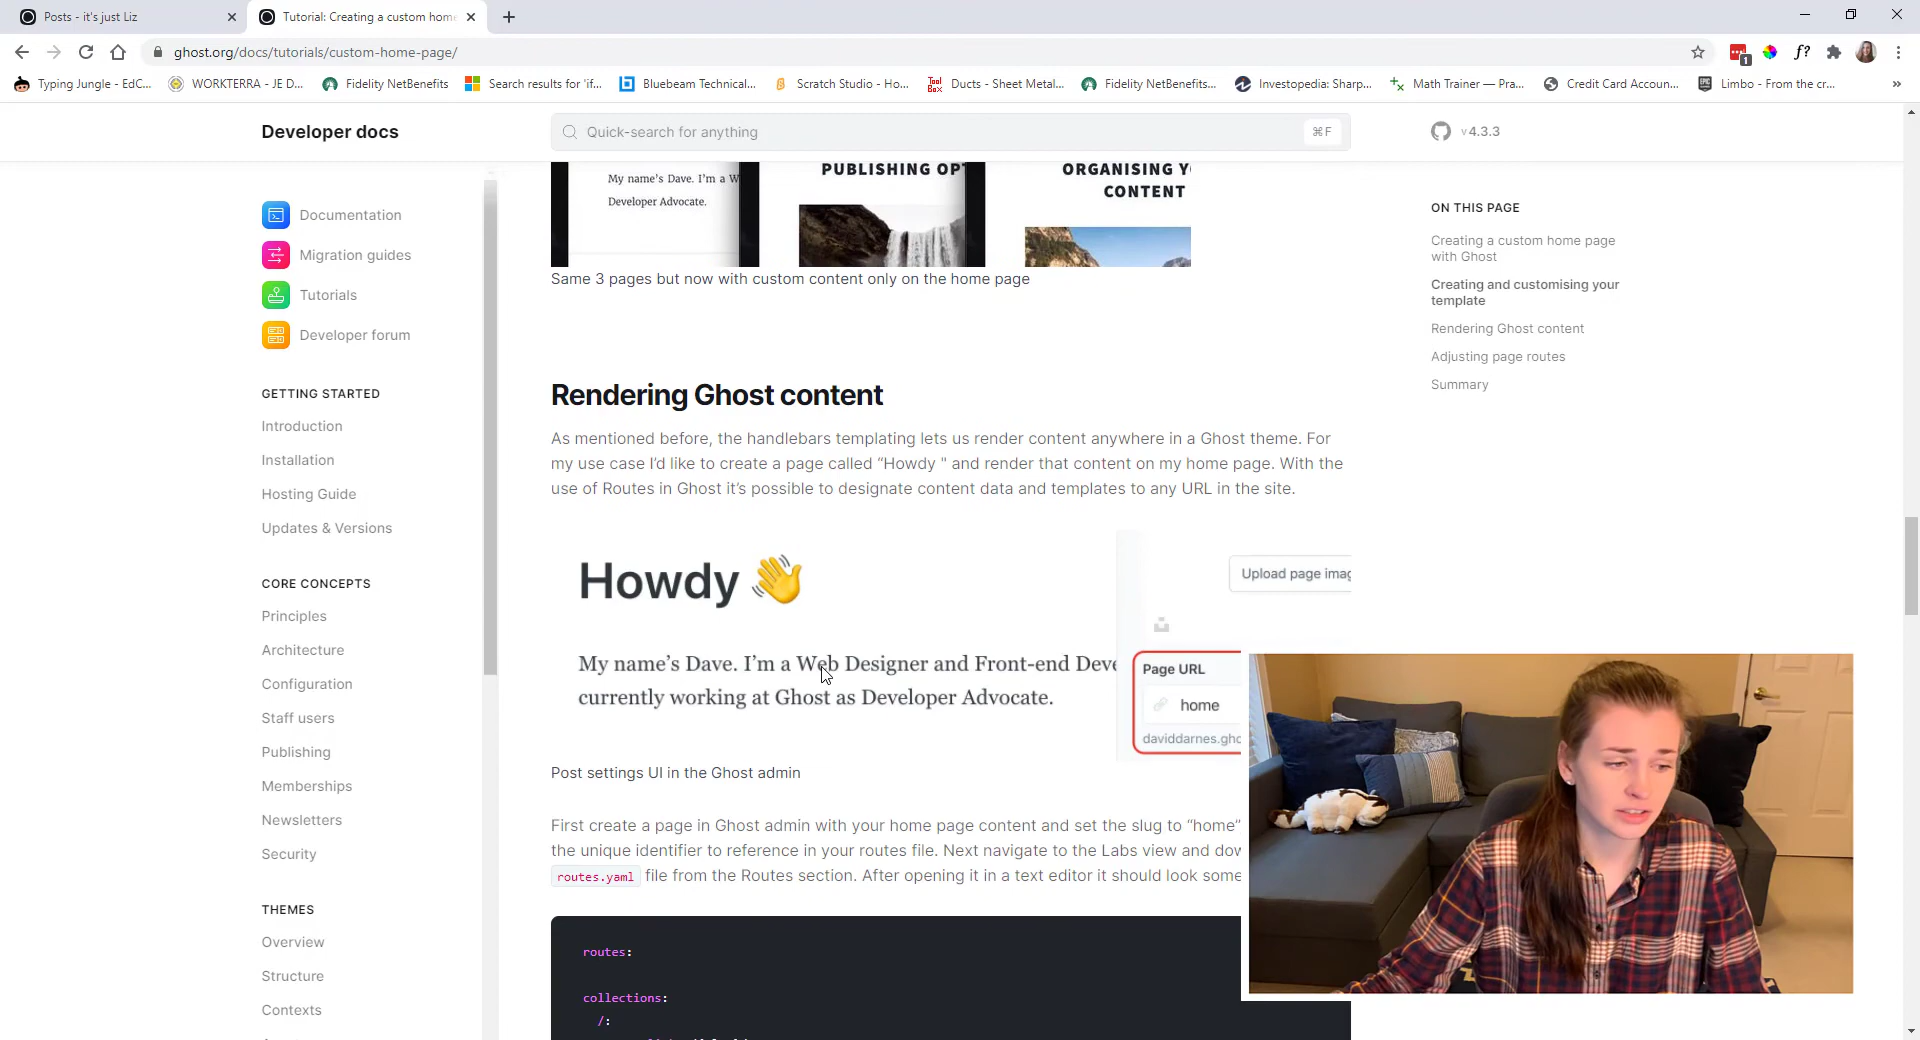 Posts - it's just Liz
Tutorial: Creating a custom home
ghost.org/docs/tutorials/custom-home-page/
1
f?
Typing Jungle - EdC...
WORKTERRA - JE D...
Fidelity NetBenefits
Search results for 'if...
Bluebeam Technical...
Scratch Studio - Ho...
Tool Box
Ducts - Sheet Metal...
Fidelity NetBenefits...
Investopedia: Sharp...
Math Trainer — Pra...
Credit Card Accoun...
EPIC GAMES
Limbo - From the cr...
»
Developer docs
Quick-search for anything
⌘F
v4.3.3
Documentation
Migration guides
Tutorials
Developer forum
GETTING STARTED
Introduction
Installation
Hosting Guide
Updates & Versions
CORE CONCEPTS
Principles
Architecture
Configuration
Staff users
Publishing
Memberships
Newsletters
Security
THEMES
Overview
Structure
Contexts
My name's Dave. I'm a W
Developer Advocate.
PUBLISHING OPT
ORGANISING Y
CONTENT
Same 3 pages but now with custom content only on the home page
Rendering Ghost content
As mentioned before, the handlebars templating lets us render content anywhere in a Ghost theme. For
my use case I'd like to create a page called “Howdy " and render that content on my home page. With the
use of Routes in Ghost it's possible to designate content data and templates to any URL in the site.
Howdy 👋
My name's Dave. I'm a Web Designer and Front-end Deve
currently working at Ghost as Developer Advocate.
Upload page imag
Page URL
home
daviddarnes.gho
Post settings UI in the Ghost admin
First create a page in Ghost admin with your home page content and set the slug to “home”
the unique identifier to reference in your routes file. Next navigate to the Labs view and dow
routes.yaml file from the Routes section. After opening it in a text editor it should look some
routes:
collections:
/:
ON THIS PAGE
Creating a custom home page
with Ghost
Creating and customising your
template
Rendering Ghost content
Adjusting page routes
Summary